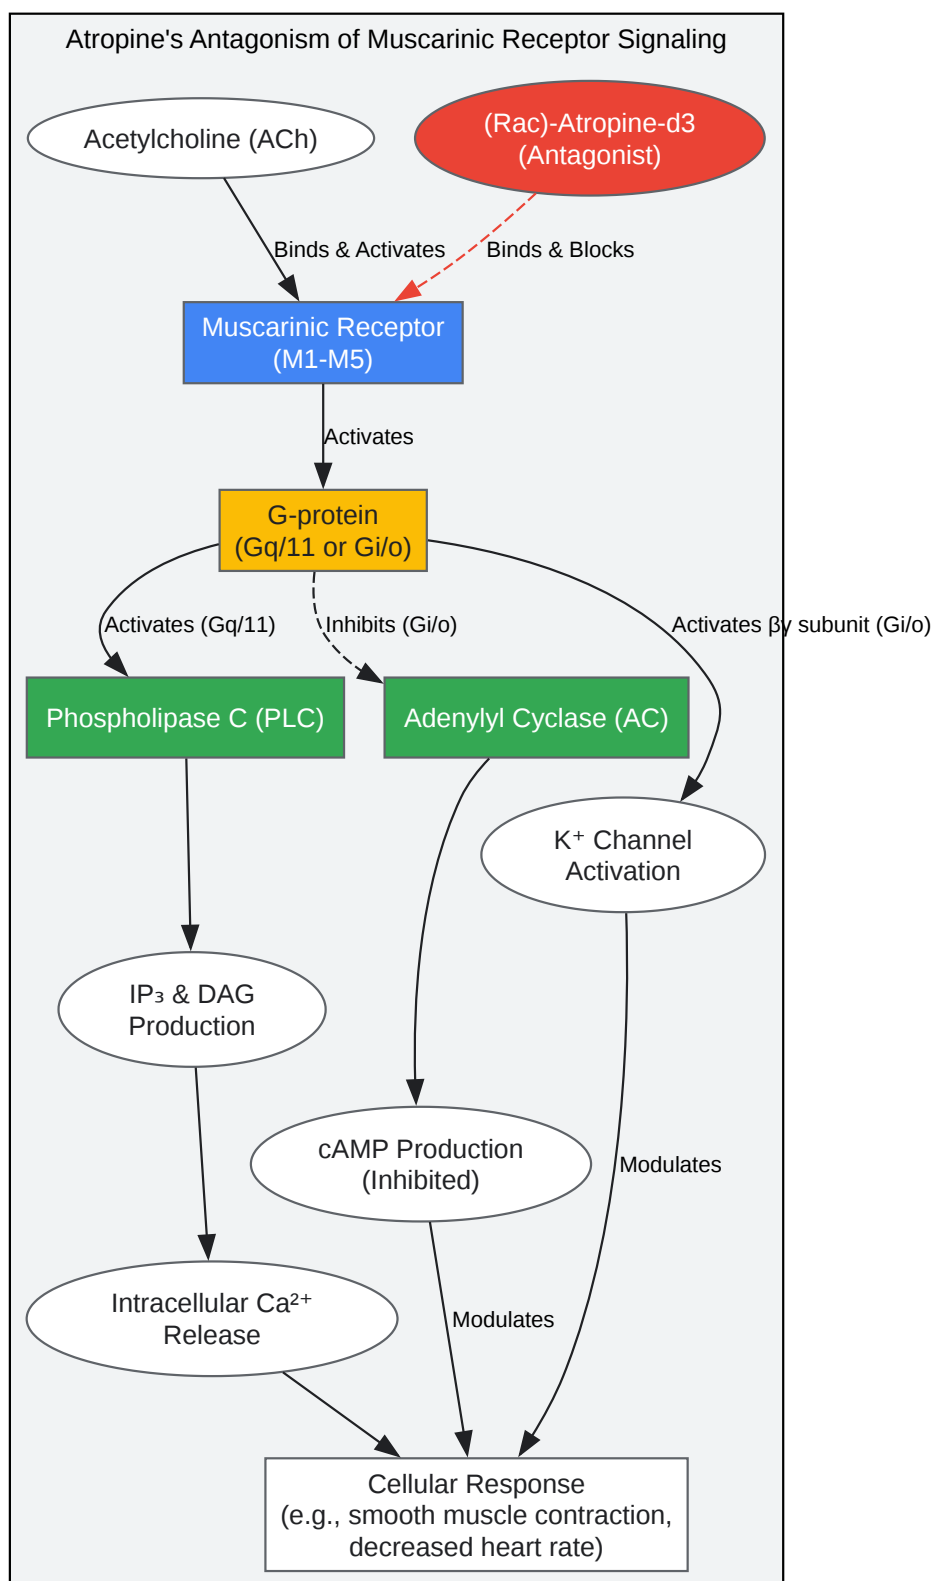 Atropine's Antagonism of Muscarinic Receptor Signaling
Acetylcholine (ACh)
(Rac)-Atropine-d3
(Antagonist)
Binds & Activates
Binds & Blocks
Muscarinic Receptor
(M1-M5)
Activates
G-protein
(Gq/11 or Gi/o)
Activates (Gq/11)
Inhibits (Gi/o)
Activates βγ subunit (Gi/o)
Phospholipase C (PLC)
Adenylyl Cyclase (AC)
K⁺ Channel
Activation
IP₃ & DAG
Production
cAMP Production
(Inhibited)
Modulates
Intracellular Ca²⁺
Release
Modulates
Cellular Response
(e.g., smooth muscle contraction,
decreased heart rate)